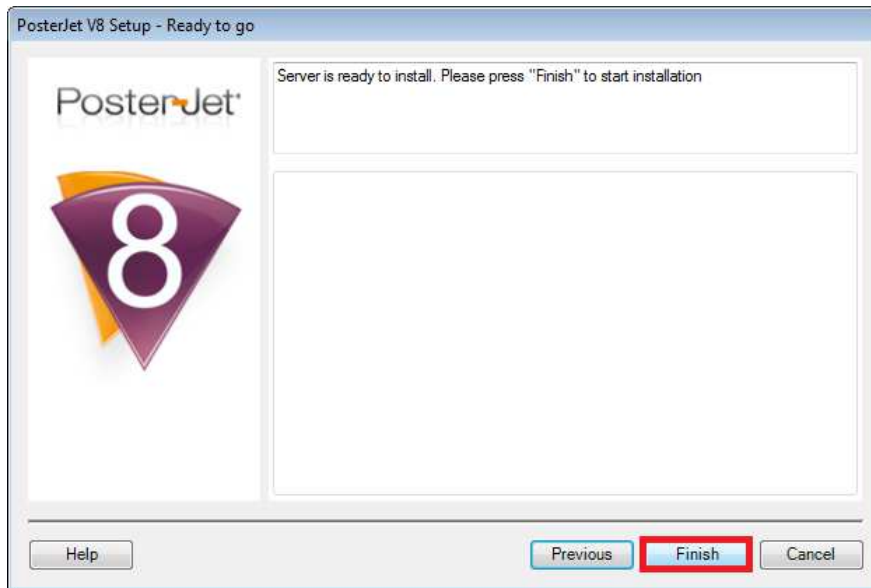 PosterJet V8 Setup - Ready to go
PosterJet
8
Server is ready to install. Please press "Finish" to start installation
Help
Previous
Finish
Cancel